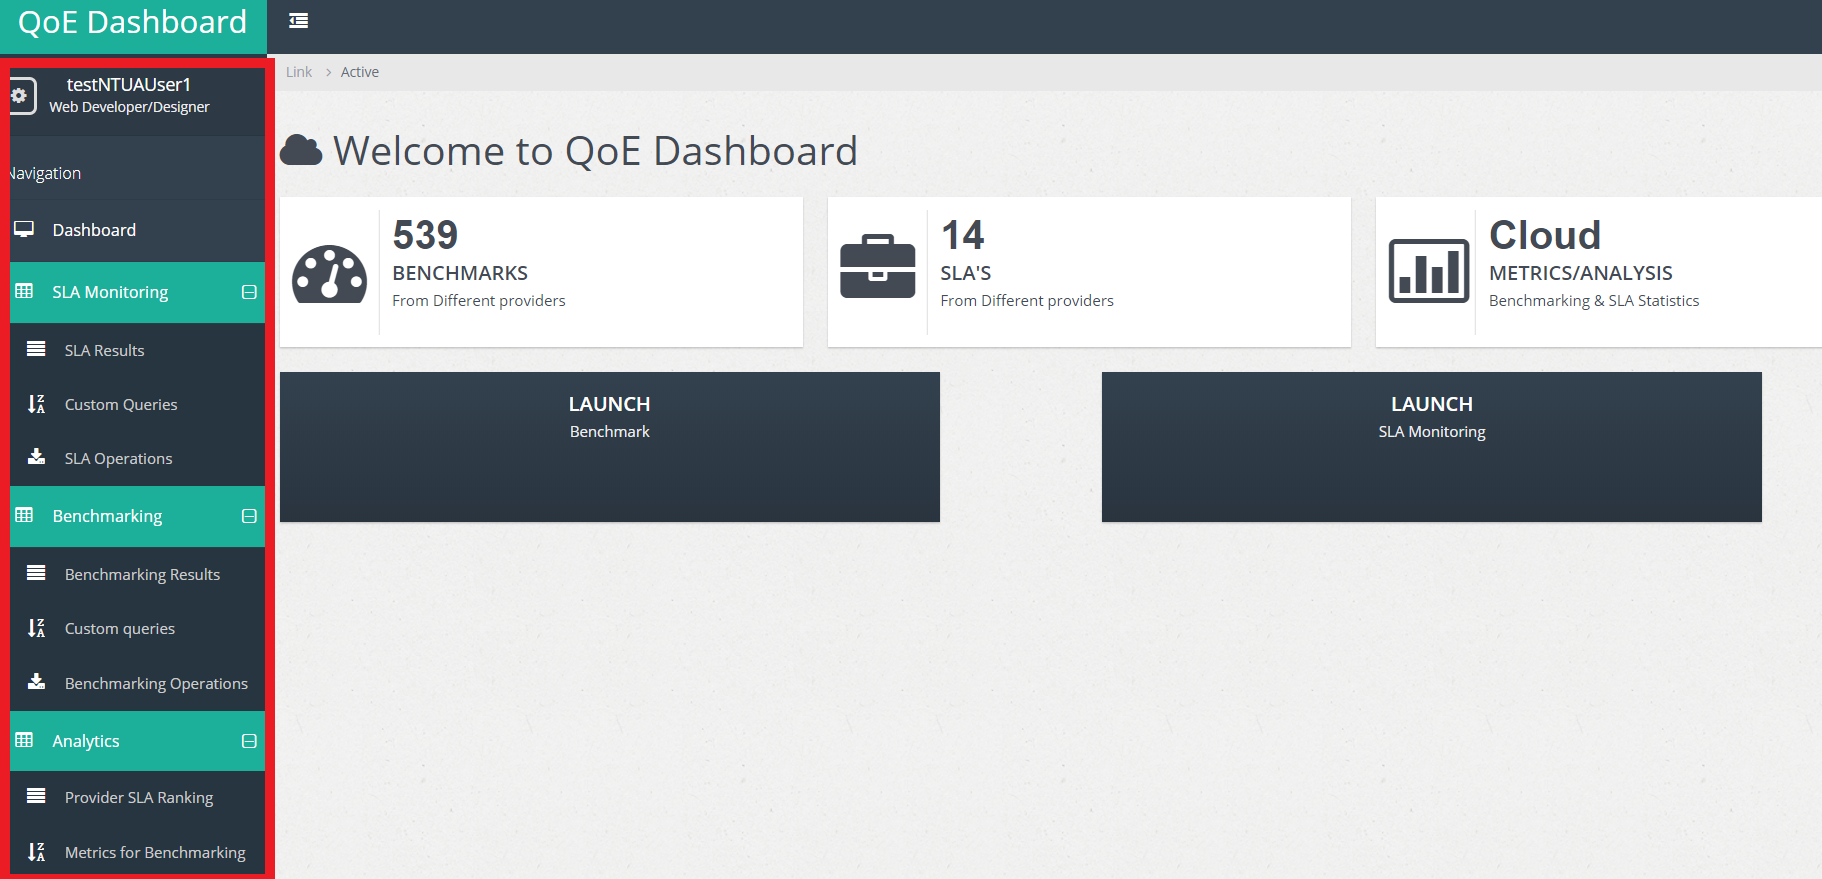 QoE Dashboard
testNTUAUser1
Web Developer/Designer
Navigation
Dashboard
SLA Monitoring
SLA Results
Custom Queries
SLA Operations
Benchmarking
Benchmarking Results
Custom queries
Benchmarking Operations
Analytics
Provider SLA Ranking
Metrics for Benchmarking
Link > Active
Welcome to QoE Dashboard
539
BENCHMARKS
From Different providers
14
SLA'S
From Different providers
Cloud
METRICS/ANALYSIS
Benchmarking & SLA Statistics
LAUNCH
Benchmark
LAUNCH
SLA Monitoring